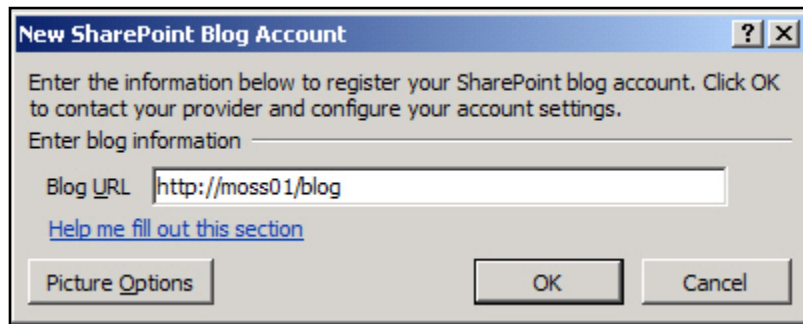 New SharePoint Blog Account
Enter the information below to register your SharePoint blog account. Click OK
to contact your provider and configure your account settings.
Enter blog information
Blog URL http://moss01/blog
Help me fill out this section
Picture Options OK Cancel